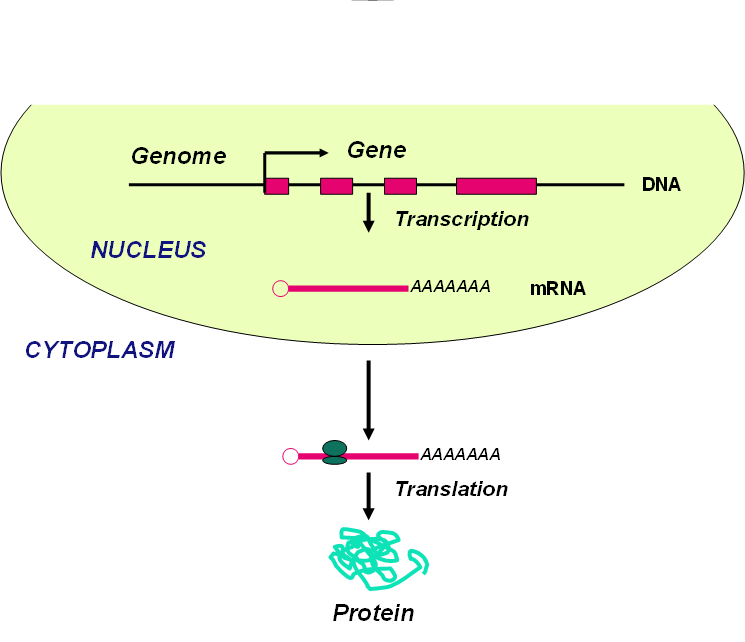 Genome
Gene
DNA
Transcription
NUCLEUS
AAAAAAA
mRNA
CYTOPLASM
AAAAAAA
Translation
Protein